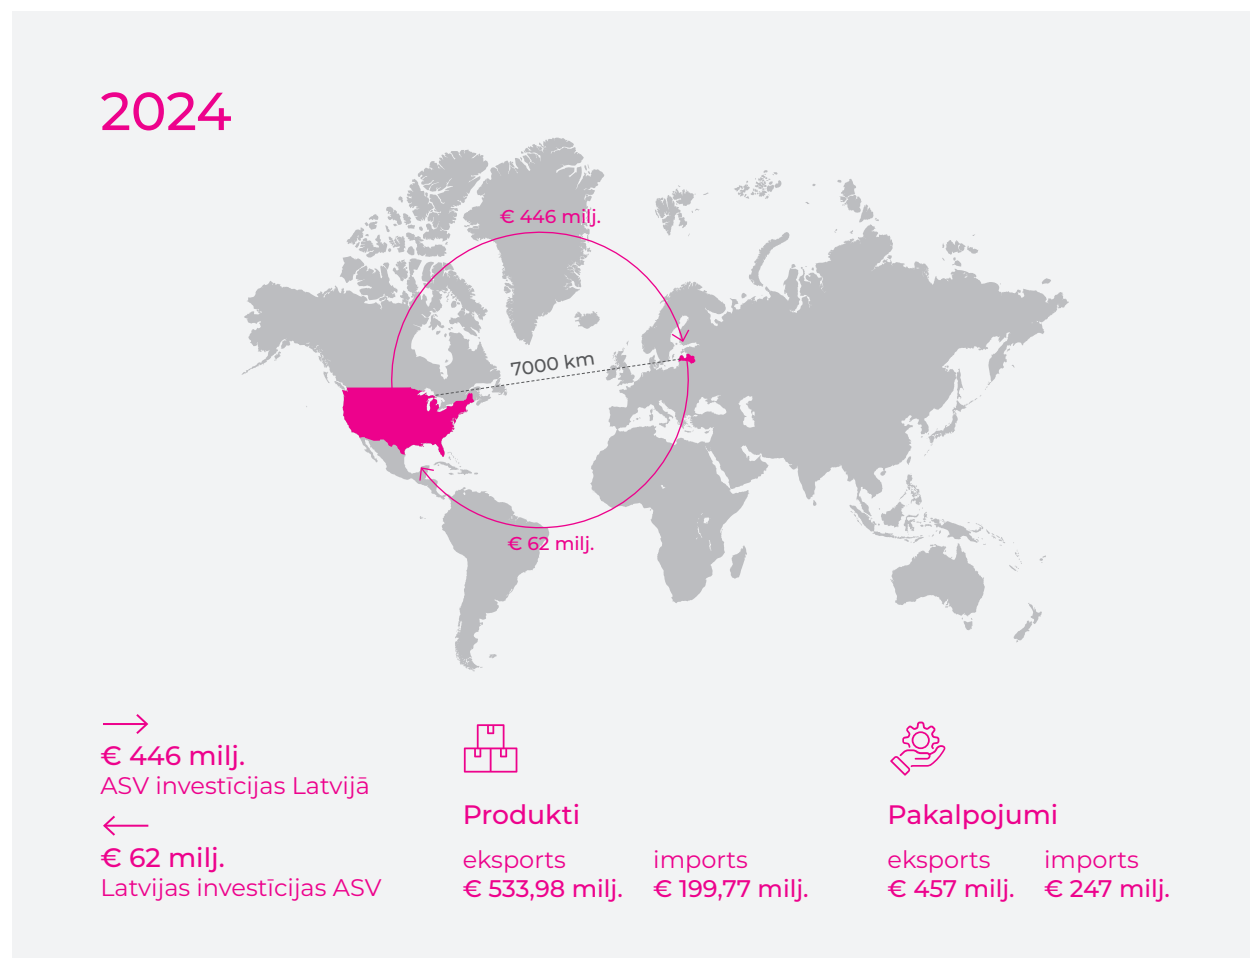 2024
€ 446 milj.
7000 km
€ 62 milj.
€ 446 milj.
ASV investīcijas Latvijā
€ 62 milj.
Latvijas investīcijas ASV
Produkti
eksports
€ 533,98 milj.
imports
€ 199,77 milj.
Pakalpojumi
eksports
€ 457 milj.
imports
€ 247 milj.